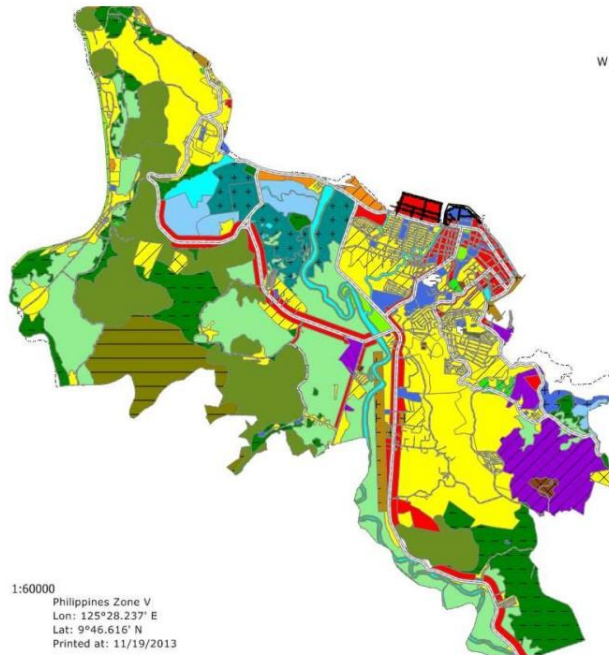 W
1:60000
Philippines Zone V
Lon: 125°28.237' E
Lat: 9°46.616' N
Printed at: 11/19/2013